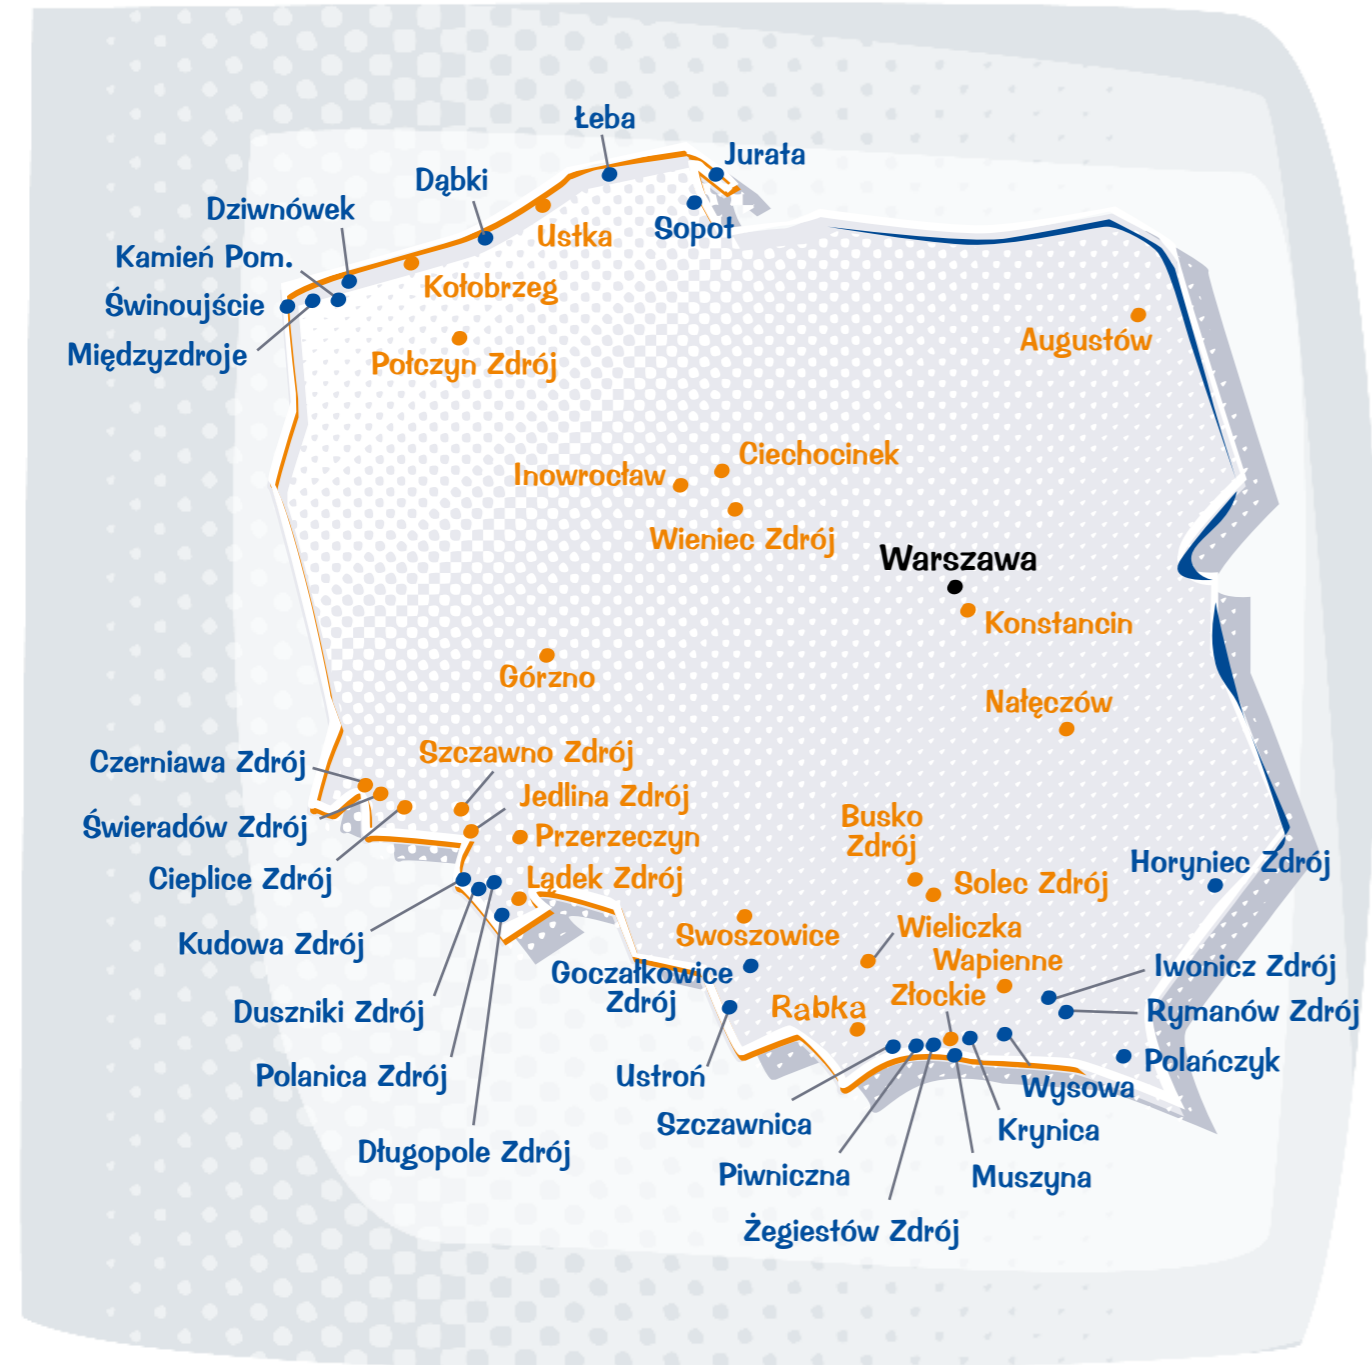 Łeba
Jurata
Dąbki
Dziwnówek
Ustka
Sopot
Kamień Pom.
Kołobrzeg
Świnoujście
Międzyzdroje
Augustów
Połczyn Zdrój
Ciechocinek
Inowrocław
Wieniec Zdrój
Warszawa
Konstancin
Górzno
Nałęczów
Szczawno Zdrój
Czerniawa Zdrój
Jedlina Zdrój
Świeradów Zdrój
Przerzeczyn
Busko
Zdrój
Horyniec Zdrój
Cieplice Zdrój
Lądek Zdrój
Solec Zdrój
Wieliczka
Swoszowice
Kudowa Zdrój
Wapienne
Goczałkowice
Zdrój
Iwonicz Zdrój
Złockie
Rabka
Duszniki Zdrój
Rymanów Zdrój
Polańczyk
Polanica Zdrój
Ustroń
Wysowa
Szczawnica
Krynica
Długopole Zdrój
Piwniczna
Muszyna
Żegiestów Zdrój